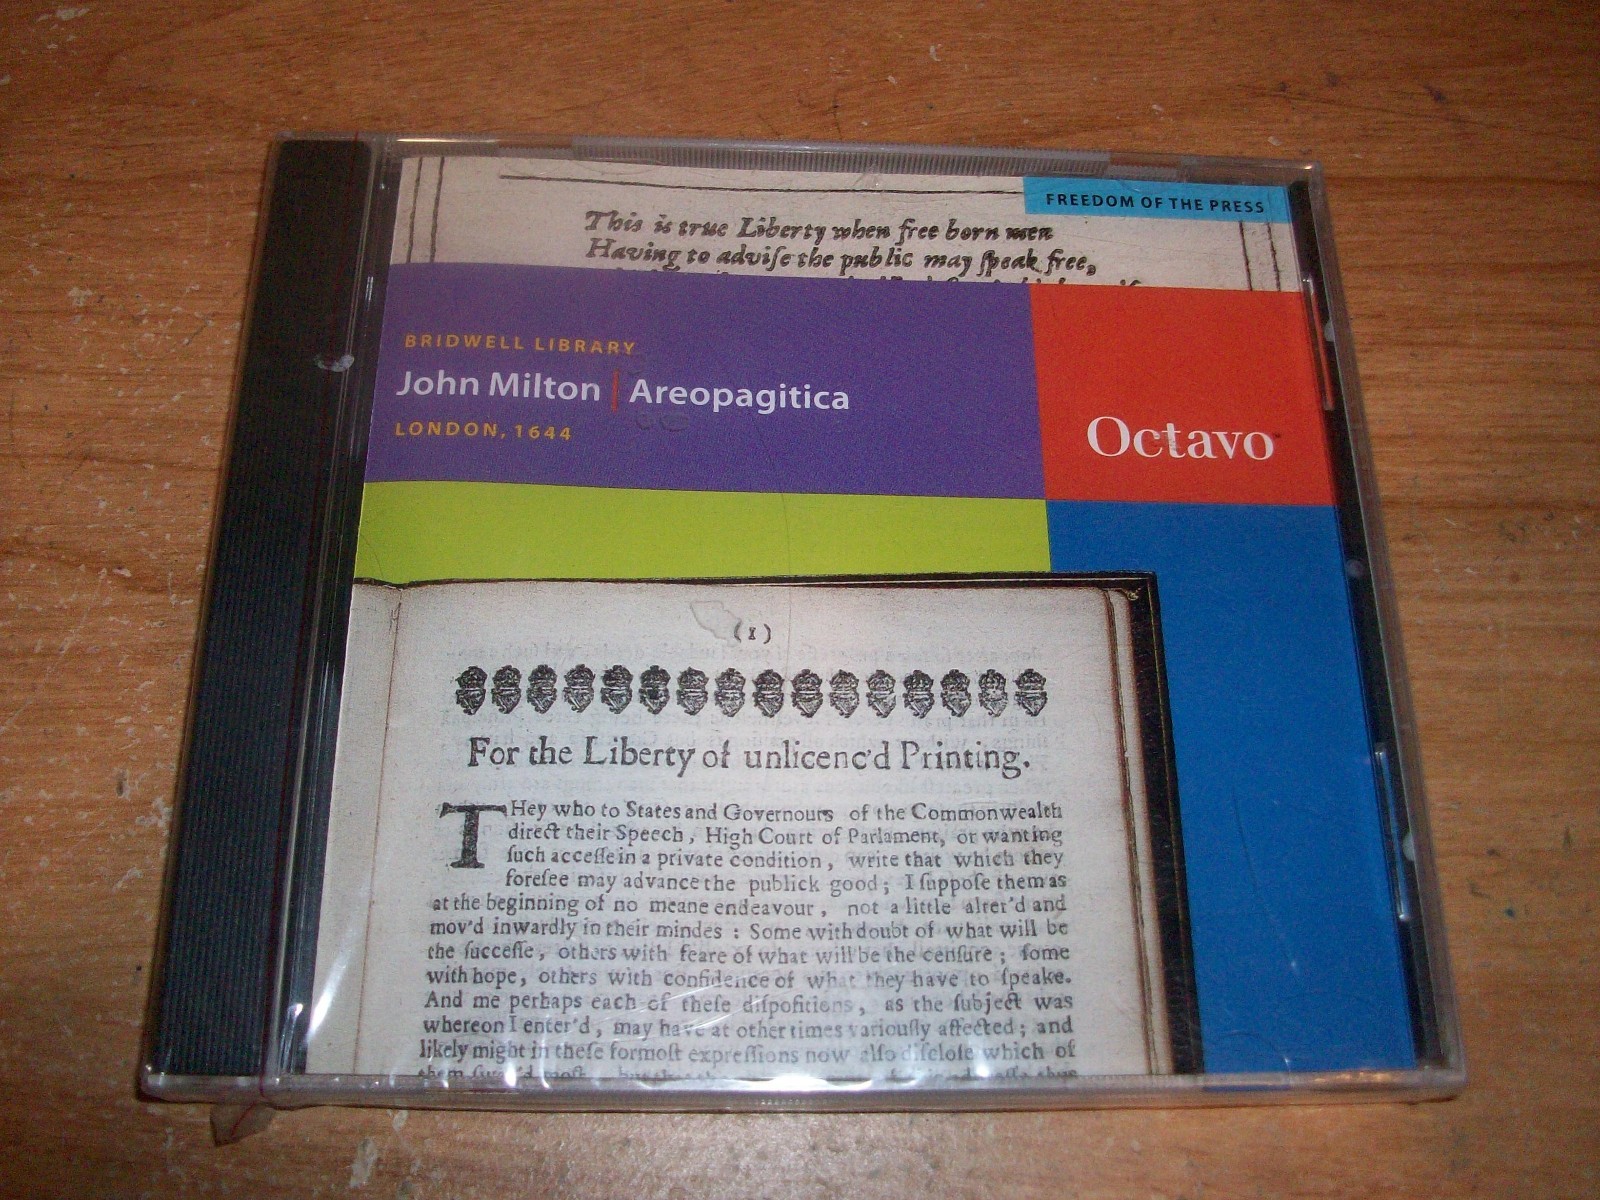 FREEDOM OF THE PRESS
This is true Liberty when free born men
Having to adviſe the public may ſpeak free,
BRIDWELL LIBRARY
John Milton | Areopagitica
LONDON, 1644
Octavo
(1)
For the Liberty of unlicenc'd Printing.
THey who to States and Governours of the Commonwealth
direct their Speech, High Court of Parlament, or wanting
ſuch acceſſe in a private condition, write that which they
foreſee may advance the publick good; I ſuppoſe them as
at the beginning of no meane endeavour, not a little alter'd and
mov'd inwardly in their mindes: Some with doubt of what will be
the ſucceſſe, others with feare of what will be the cenſure; ſome
with hope, others with confidence of what they have to ſpeake.
And me perhaps each of theſe diſpoſitions, as the ſubject was
whereon I enter'd, may have at other times variouſly affected; and
likely might in theſe formoſt expreſſions now alſo diſcloſe which of